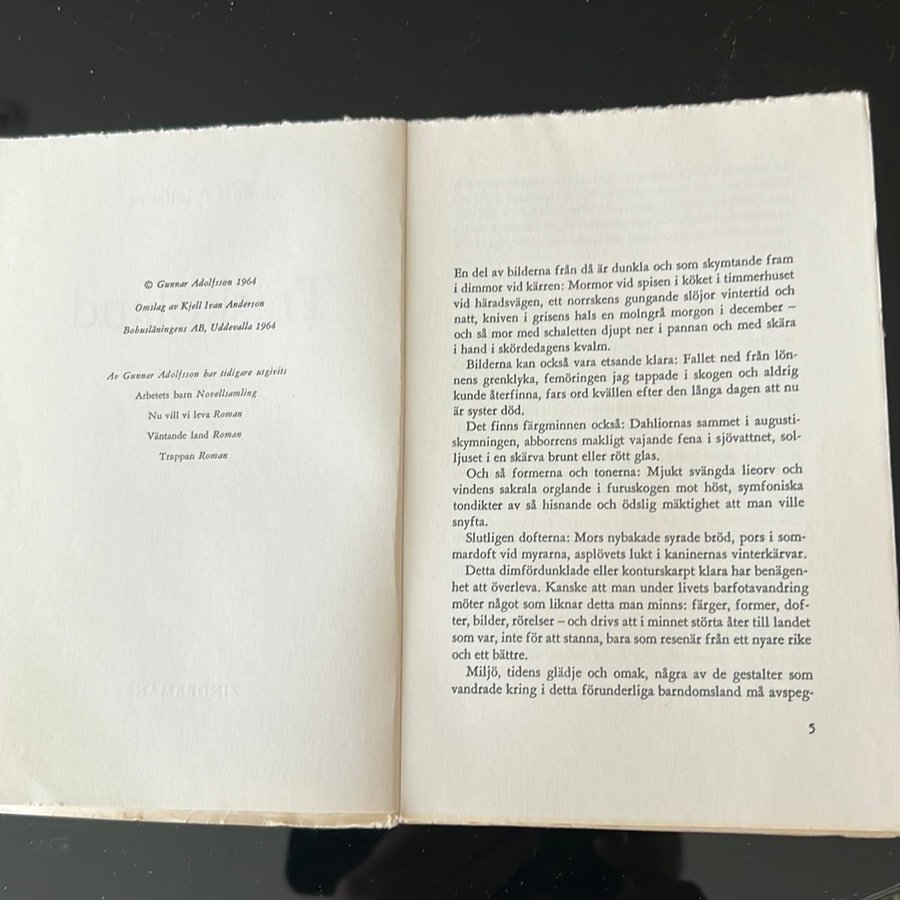 © Gunnar Adolfsson 1964
Omslag av Kjell Ivan Anderson
Bohusläningens AB, Uddevalla 1964
Av Gunnar Adolfsson har tidigare utgivits
Arbetets barn Novellsamling
Nu vill vi leva Roman
Väntande land Roman
Trappan Roman
En del av bilderna från då är dunkla och som skymtande fram
i dimmor vid kärren: Mormor vid spisen i köket i timmerhuset
vid häradsvägen, ett norrskens gungande slöjor vintertid och
natt, kniven i grisens hals en molngrå morgon i december –
och så mor med schaletten djupt ner i pannan och med skära
i hand i skördedagens kvalm.
Bilderna kan också vara etsande klara: Fallet ned från lön-
nens grenklyka, femöringen jag tappade i skogen och aldrig
kunde återfinna, fars ord kvällen efter den långa dagen att nu
är syster död.
Det finns färgminnen också: Dahliornas sammet i augusti-
skymningen, abborrens makligt vajande fena i sjövattnet, sol-
ljuset i en skärva brunt eller rött glas.
Och så formerna och tonerna: Mjukt svängda lieorv och
vindens sakrala orglande i furuskogen mot höst, symfoniska
tondikter av så hisnande och ödslig mäktighet att man ville
snyfta.
Slutligen dofterna: Mors nybakade syrade bröd, pors i som-
mardoft vid myrarna, asplövets lukt i kaninernas vinterkärvar.
Detta dimfördunklade eller konturskarpt klara har benägen-
het att överleva. Kanske att man under livets barfotavandring
möter något som liknar detta man minns: färger, former, dof-
ter, bilder, rörelser – och drivs att i minnet störta åter till landet
som var, inte för att stanna, bara som resenär från ett nyare rike
och ett bättre.
Miljö, tidens glädje och omak, några av de gestalter som
vandrade kring i detta förunderliga barndomsland må avspeg-
5